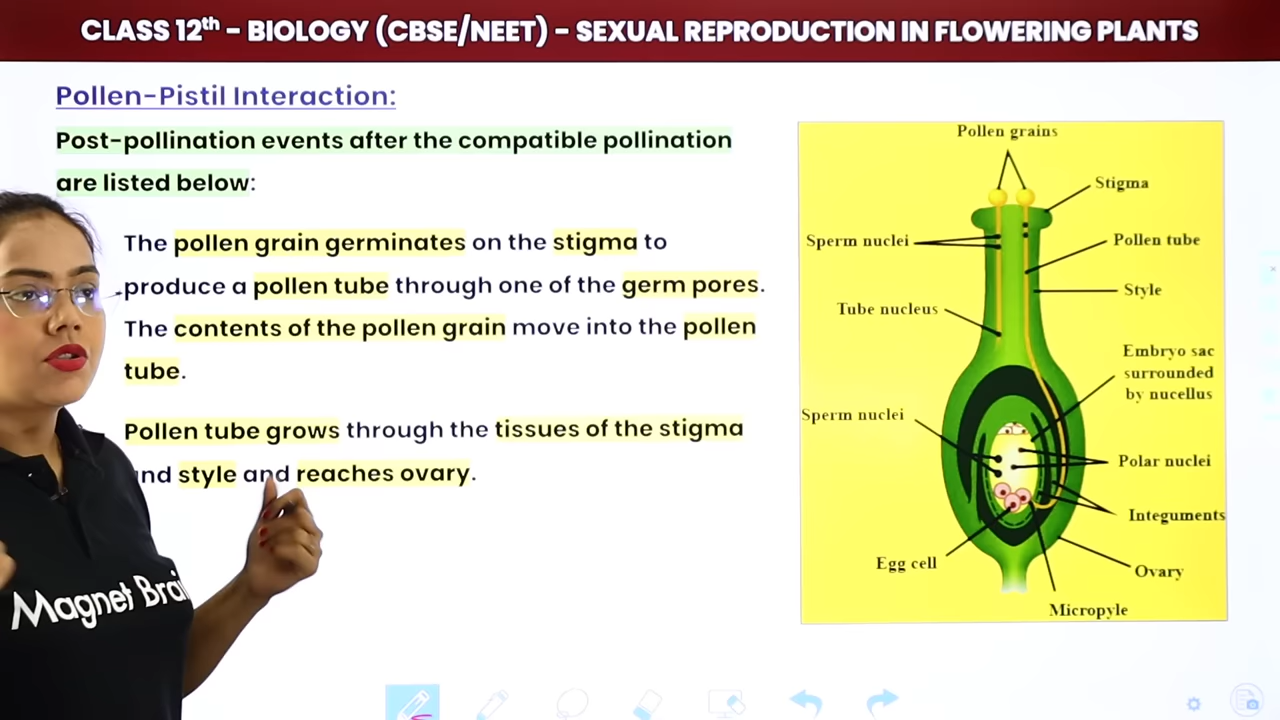 CLASS 12th - BIOLOGY (CBSE/NEET) - SEXUAL REPRODUCTION IN FLOWERING PLANTS
Pollen-Pistil Interaction:
Post-pollination events after the compatible pollination
are listed below:
The pollen grain germinates on the stigma to
produce a pollen tube through one of the germ pores.
The contents of the pollen grain move into the pollen
tube.
Pollen tube grows through the tissues of the stigma
and style and reaches ovary.
Pollen grains
Stigma
Sperm nuclei
Pollen tube
Style
Tube nucleus
Embryo sac
surrounded
by nucellus
Sperm nuclei
Polar nuclei
Integuments
Egg cell
Ovary
Micropyle
Magnet Brai